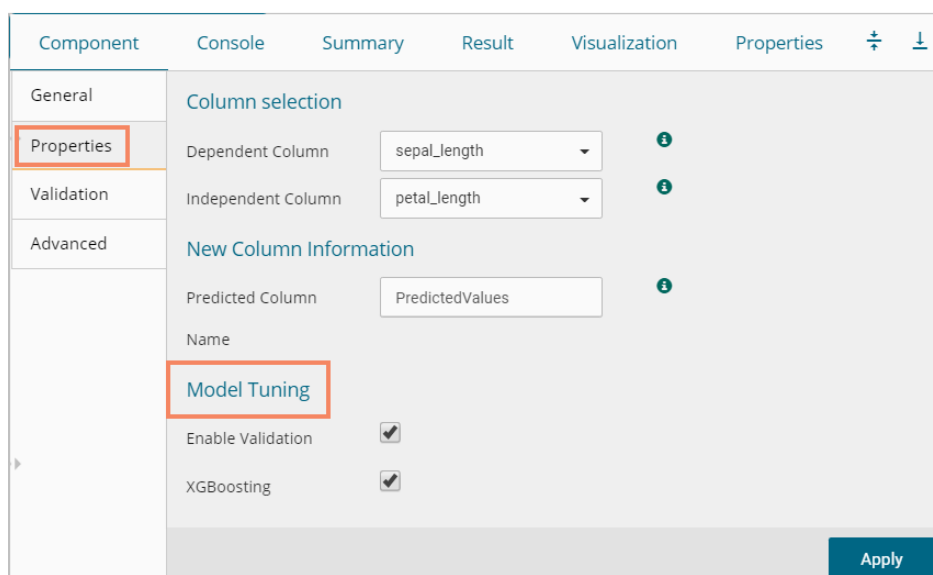 Component Console Summary Result Visualization Properties
General
Properties
Validation
Advanced
Column selection
Dependent Column sepal_length
Independent Column petal_length
New Column Information
Predicted Column PredictedValues
Name
Model Tuning
Enable Validation
XGBoosting
Apply